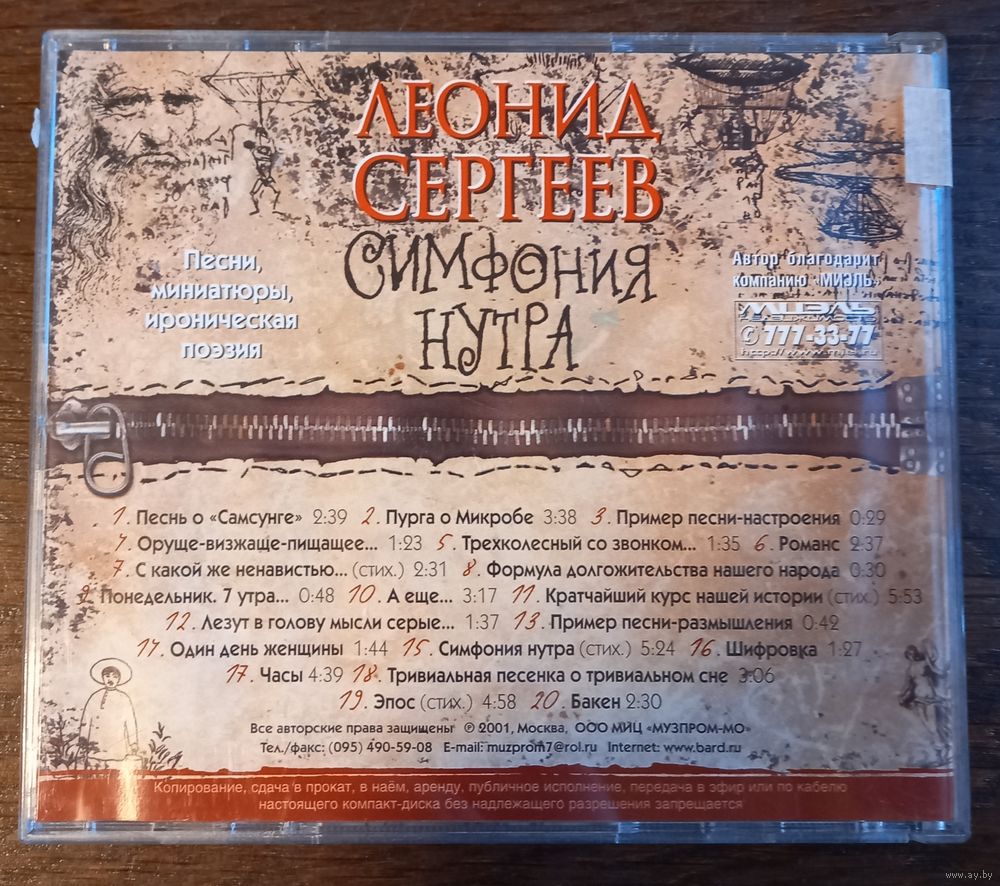 ЛЕОНИД
СЕРГЕЕВ
СИМФОНИЯ
НУТРА
Песни,
миниатюры,
ироническая
поэзия
Автор благодарит
компанию «МИЭЛЬ»
МИЭЛЬ
НЕДВИЖИМОСТЬ
777-33-77
http://www.miel.ru
1. Песнь о «Самсунге» 2:39 2. Пурга о Микробе 3:38 3. Пример песни-настроения 0:29
4. Оруще-визжаще-пищащее... 1:23 5. Трехколесный со звонком... 1:35 6. Романс 2:37
7. С какой же ненавистью... (стих.) 2:31 8. Формула долгожительства нашего народа 0:30
9. Понедельник. 7 утра... 0:48 10. А еще... 3:17 11. Кратчайший курс нашей истории (стих.) 5:53
12. Лезут в голову мысли серые... 1:37 13. Пример песни-размышления 0:42
14. Один день женщины 1:44 15. Симфония нутра (стих.) 5:24 16. Шифровка 1:27
17. Часы 4:39 18. Тривиальная песенка о тривиальном сне 3:06
19. Эпос (стих.) 4:58 20. Бакен 2:30
Все авторские права защищены ℗ 2001, Москва, ООО МИЦ «МУЗПРОМ-МО»
Тел./факс: (095) 490-59-08 E-mail: muzprom7@rol.ru Internet: www.bard.ru
Копирование, сдача в прокат, в наём, аренду, публичное исполнение, передача в эфир или по кабелю
настоящего компакт-диска без надлежащего разрешения запрещается
www.ay.by